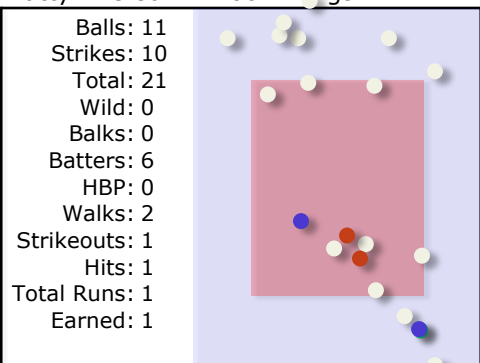 Balls: 11
Strikes: 10
Total: 21
Wild: 0
Balks: 0
Batters: 6
HBP: 0
Walks: 2
Strikeouts: 1
Hits: 1
Total Runs: 1
Earned: 1